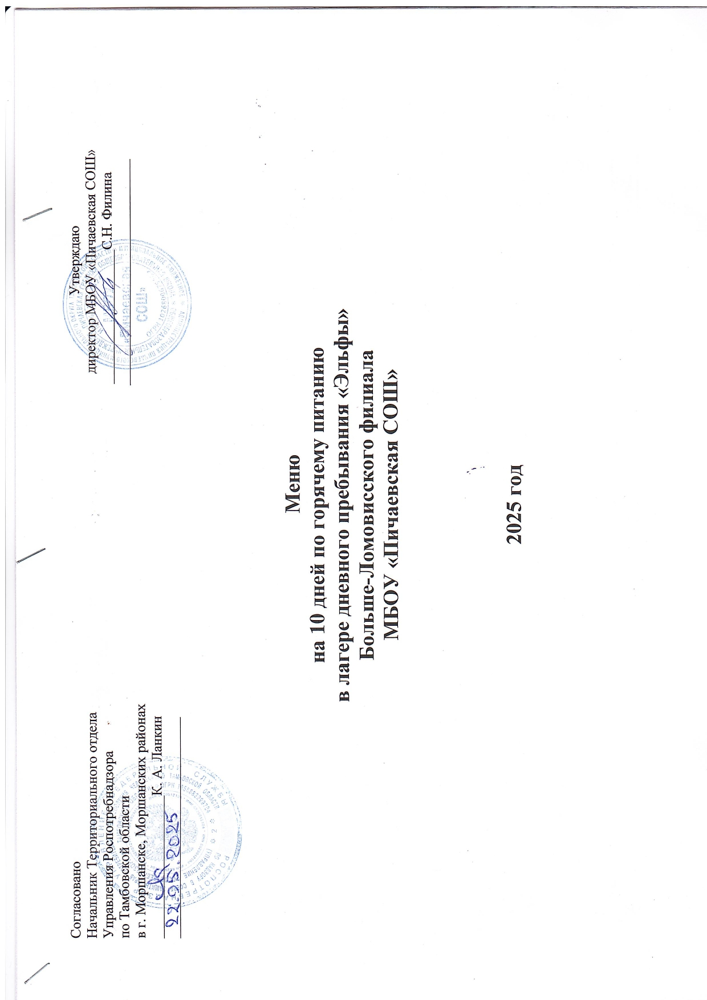 Согласовано
Начальник Территориального отдела
Управления Роспотребнадзора
по Тамбовской области
в г. Моршанске, Моршанских районах
К. А. Ланкин
22.05.2025
Утверждаю
директор МБОУ «Пичаевская СОШ»
С.Н. Филина
«Пичаевская
СОШ»
Меню
на 10 дней по горячему питанию
в лагере дневного пребывания «Эльфы»
Больше-Ломовисского филиала
МБОУ «Пичаевская СОШ»
2025 год